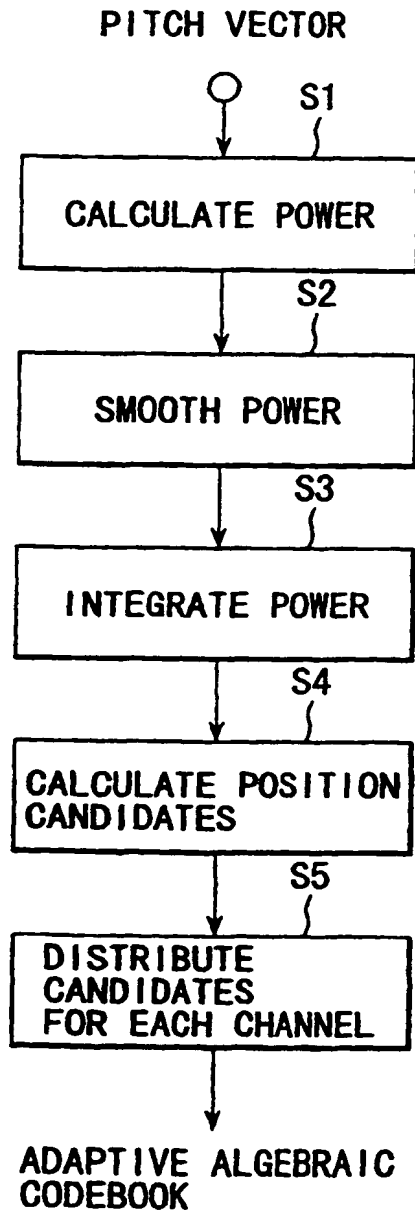 PITCH VECTOR
S1
CALCULATE POWER
S2
SMOOTH POWER
S3
INTEGRATE POWER
S4
CALCULATE POSITION
CANDIDATES
S5
DISTRIBUTE
CANDIDATES
FOR EACH CHANNEL
ADAPTIVE ALGEBRAIC
CODEBOOK